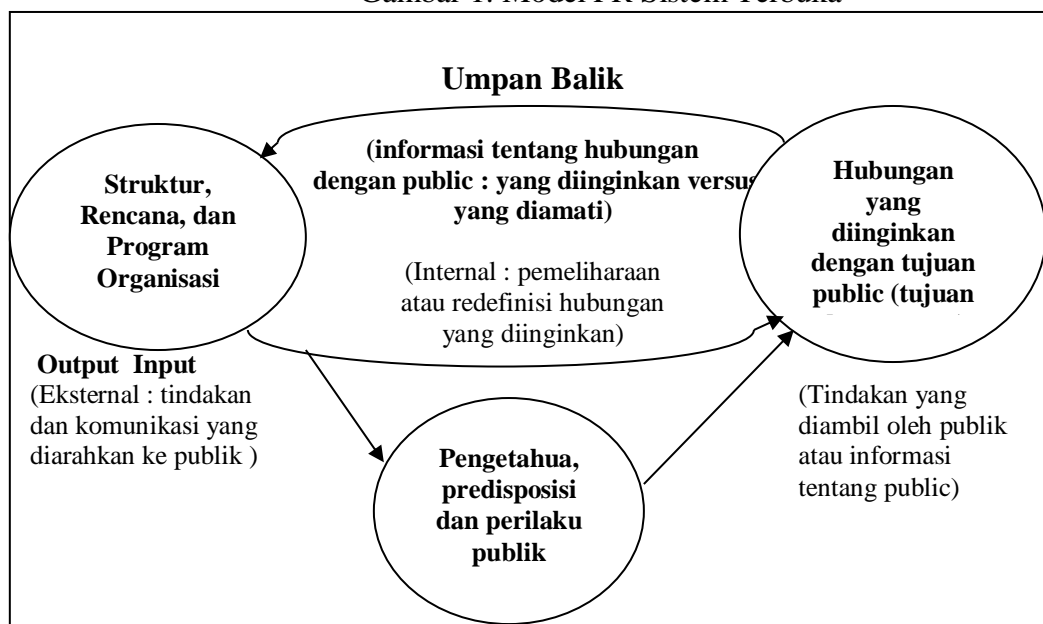 Gambar 1. Model PR Sistem Terbuka
Umpan Balik
(informasi tentang hubungan
dengan public : yang diinginkan versus
yang diamati)
(Internal : pemeliharaan
atau redefinisi hubungan
yang diinginkan)
Struktur,
Rencana, dan
Program
Organisasi
Hubungan
yang
diinginkan
dengan tujuan
public (tujuan
Output Input
(Eksternal : tindakan
dan komunikasi yang
diarahkan ke publik )
Pengetahua,
predisposisi
dan perilaku
publik
(Tindakan yang
diambil oleh publik
atau informasi
tentang public)